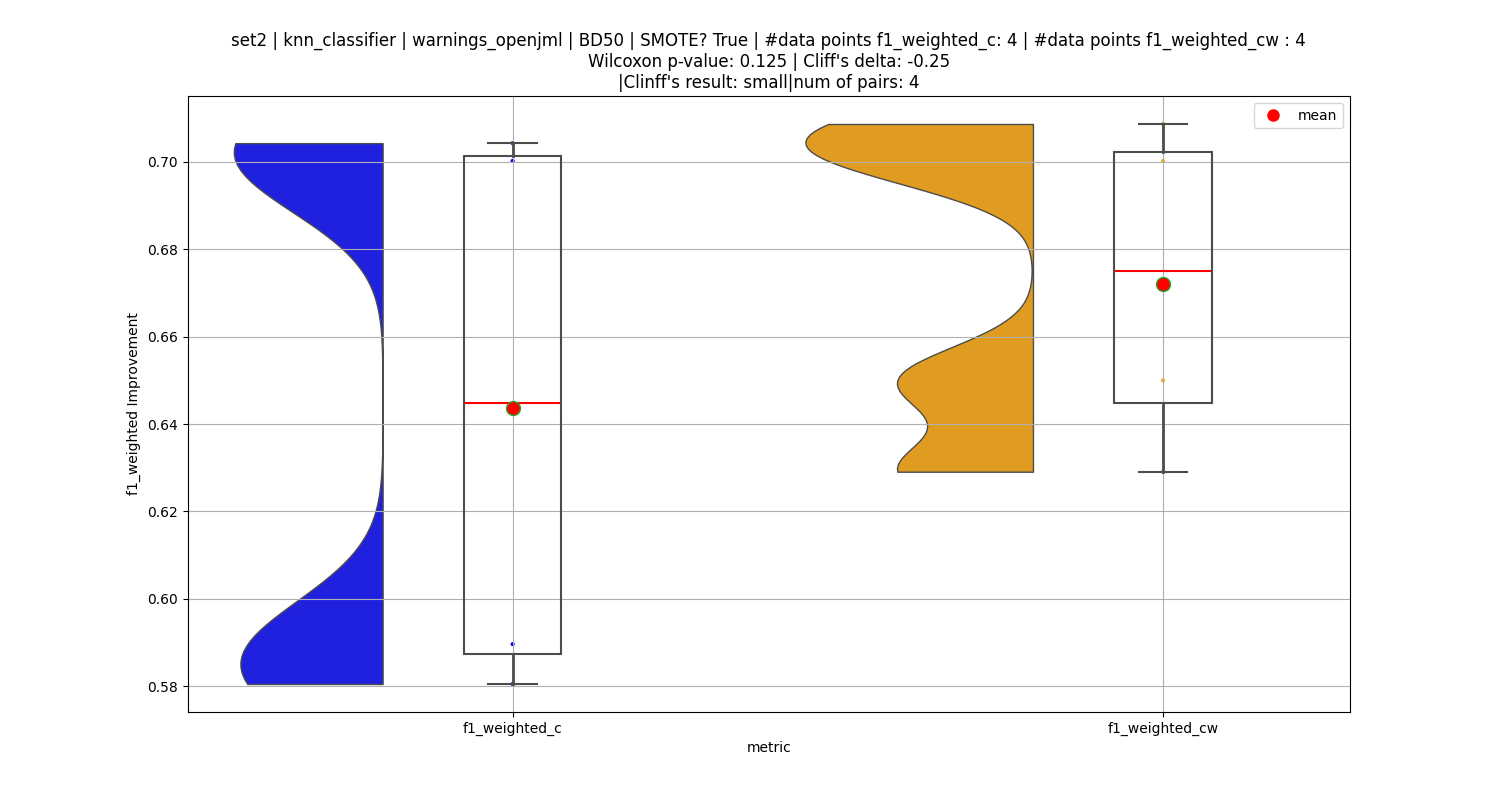 set2 | knn_classifier | warnings_openjml | BD50 | SMOTE? True | #data points f1_weighted_c: 4 | #data points f1_weighted_cw : 4
Wilcoxon p-value: 0.125 | Cliff's delta: -0.25
|Clinff's result: small|num of pairs: 4
mean
0.70
0.68
0.66
0.64
0.62
0.60
0.58
f1_weighted Improvement
f1_weighted_c
f1_weighted_cw
metric